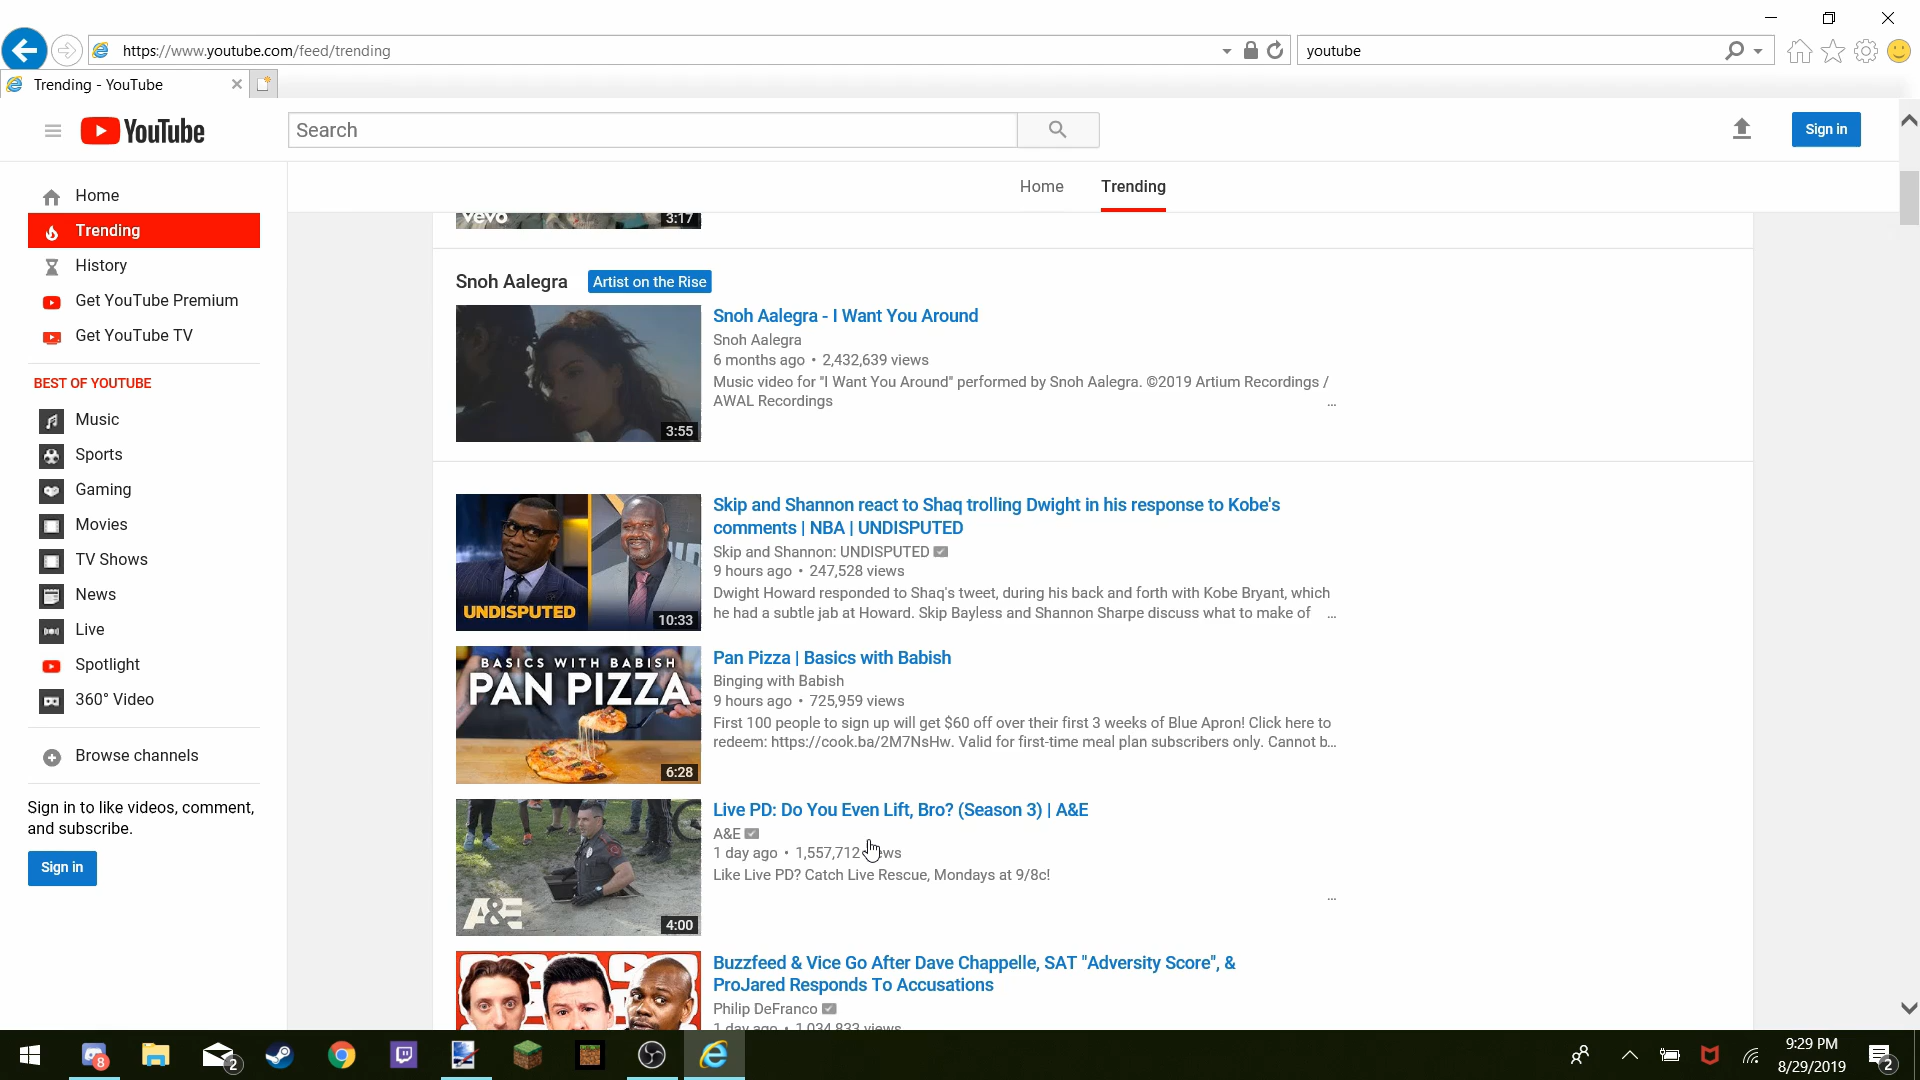 https://www.youtube.com/feed/trending
youtube
Trending - YouTube
YouTube
Search
Sign in
Home
Trending
Home
Trending
History
Get YouTube Premium
Get YouTube TV
BEST OF YOUTUBE
Music
Sports
Gaming
Movies
TV Shows
News
Live
Spotlight
360° Video
Browse channels
Sign in to like videos, comment,
and subscribe.
Sign in
vevo
3:17
Snoh Aalegra Artist on the Rise
3:55
Snoh Aalegra - I Want You Around
Snoh Aalegra
6 months ago • 2,432,639 views
Music video for "I Want You Around" performed by Snoh Aalegra. ©2019 Artium Recordings /
AWAL Recordings
...
UNDISPUTED
10:33
Skip and Shannon react to Shaq trolling Dwight in his response to Kobe's
comments | NBA | UNDISPUTED
Skip and Shannon: UNDISPUTED
9 hours ago • 247,528 views
Dwight Howard responded to Shaq's tweet, during his back and forth with Kobe Bryant, which
he had a subtle jab at Howard. Skip Bayless and Shannon Sharpe discuss what to make of ...
BASICS WITH BABISH
PAN PIZZA
6:28
Pan Pizza | Basics with Babish
Binging with Babish
9 hours ago • 725,959 views
First 100 people to sign up will get $60 off over their first 3 weeks of Blue Apron! Click here to
redeem: https://cook.ba/2M7NsHw. Valid for first-time meal plan subscribers only. Cannot b...
A&E
4:00
Live PD: Do You Even Lift, Bro? (Season 3) | A&E
A&E
1 day ago • 1,557,712
Like Live PD? Catch Live Rescue, Mondays at 9/8c!
...
Buzzfeed & Vice Go After Dave Chappelle, SAT "Adversity Score", &
ProJared Responds To Accusations
Philip DeFranco
1 day ago • 1,034,833 views
8
2
9:29 PM
8/29/2019
2